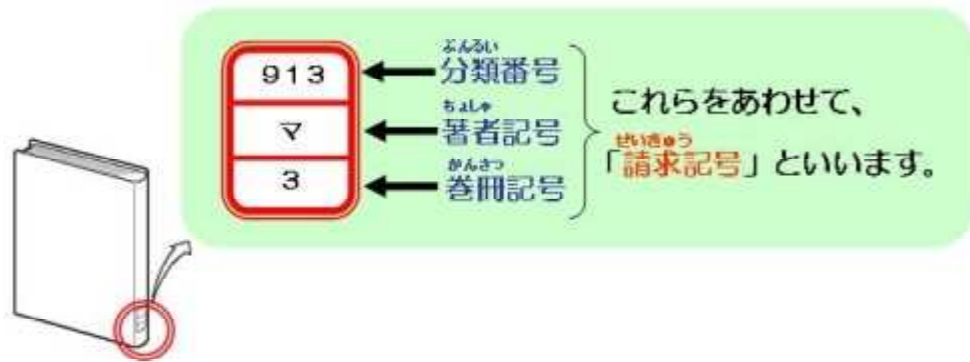 913
ぶんるい
分類番号
マ
ちょしゃ
著者記号
3
かんさつ
巻冊記号
これらをあわせて、
せいきゅう
「請求記号」といいます。